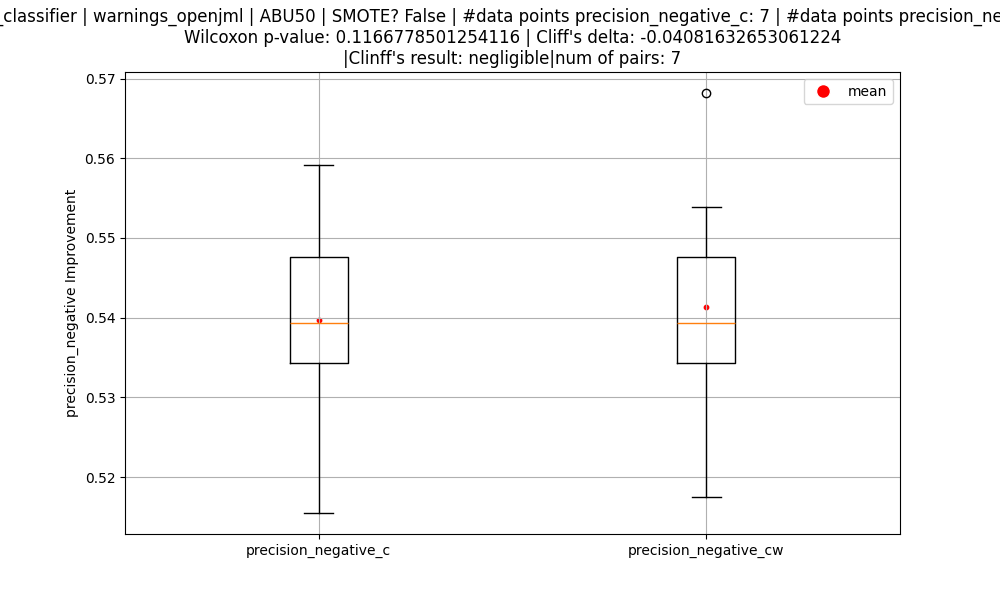 _classifier | warnings_openjml | ABU50 | SMOTE? False | #data points precision_negative_c: 7 | #data points precision_ne
Wilcoxon p-value: 0.1166778501254116 | Cliff's delta: -0.04081632653061224
|Clinff's result: negligible|num of pairs: 7
mean
0.57
0.56
0.55
0.54
0.53
0.52
precision_negative Improvement
precision_negative_c
precision_negative_cw